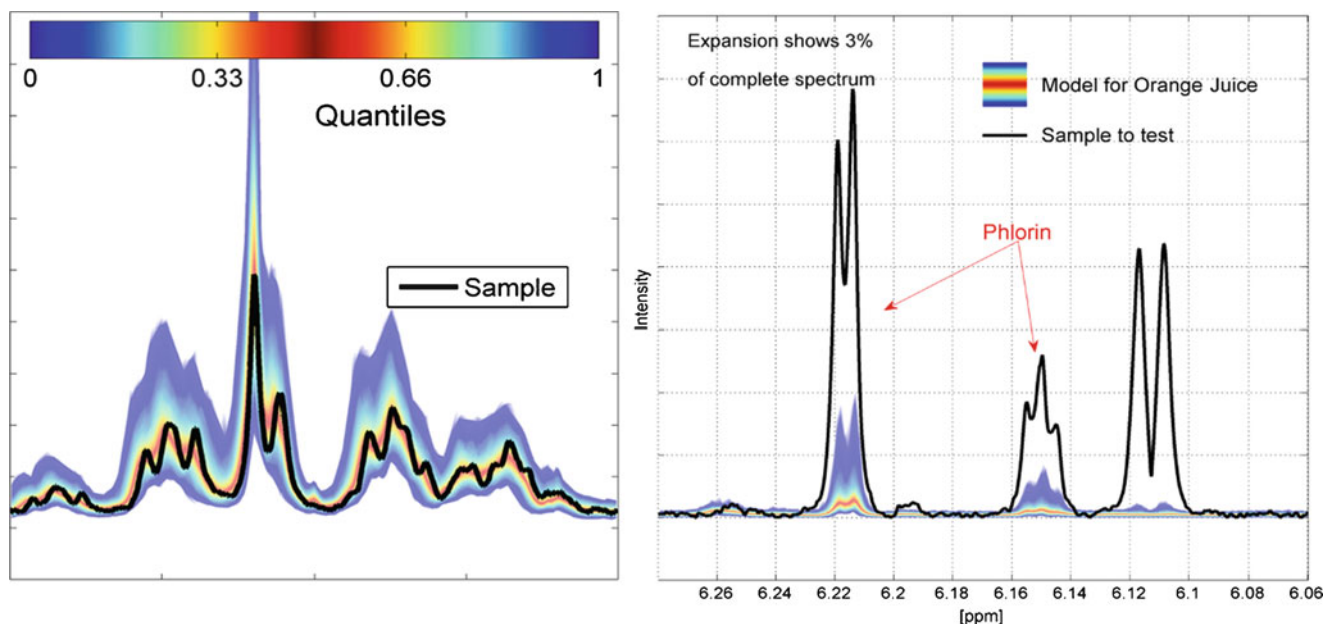 0 0.33 0.66 1
Quantiles
Sample
Expansion shows 3%
of complete spectrum
Model for Orange Juice
Sample to test
Phlorin
Intensity
6.26 6.24 6.22 6.2 6.18 6.16 6.14 6.12 6.1 6.08 6.06
[ppm]